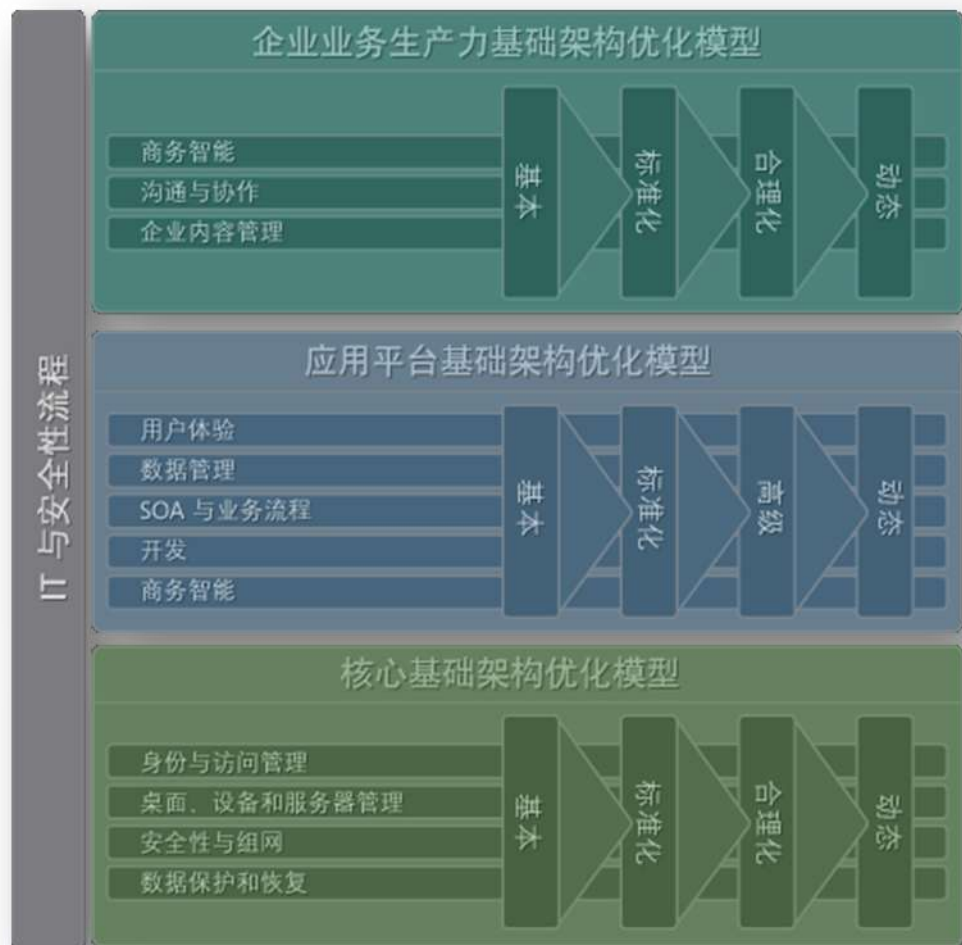 IT 与安全性流程
企业业务生产力基础架构优化模型
商务智能
沟通与协作
企业内容管理
基本
标准化
合理化
动态
应用平台基础架构优化模型
用户体验
数据管理
SOA 与业务流程
开发
商务智能
基本
标准化
高级
动态
核心基础架构优化模型
身份与访问管理
桌面、设备和服务器管理
安全性与组网
数据保护和恢复
基本
标准化
合理化
动态